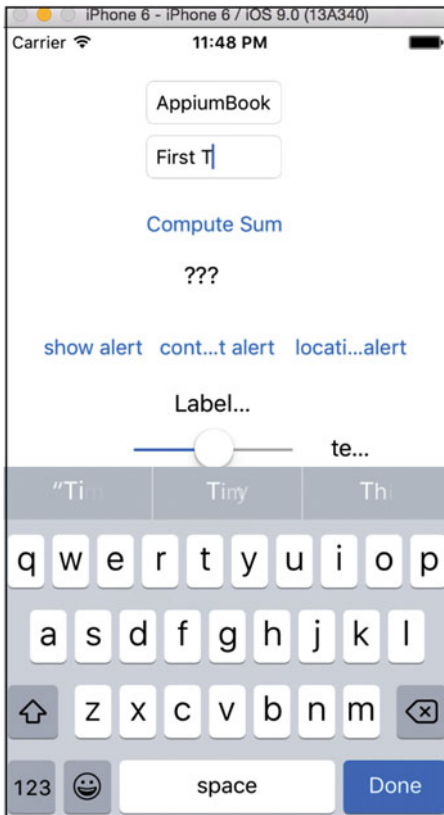 iPhone 6 - iPhone 6 / iOS 9.0 (13A340)
Carrier 11:48 PM
AppiumBook
First T
Compute Sum
???
show alert cont...t alert locati...alert
Label...
te...
"Ti Tiny Th
q w e r t y u i o p
a s d f g h j k l
z x c v b n m
123 space Done